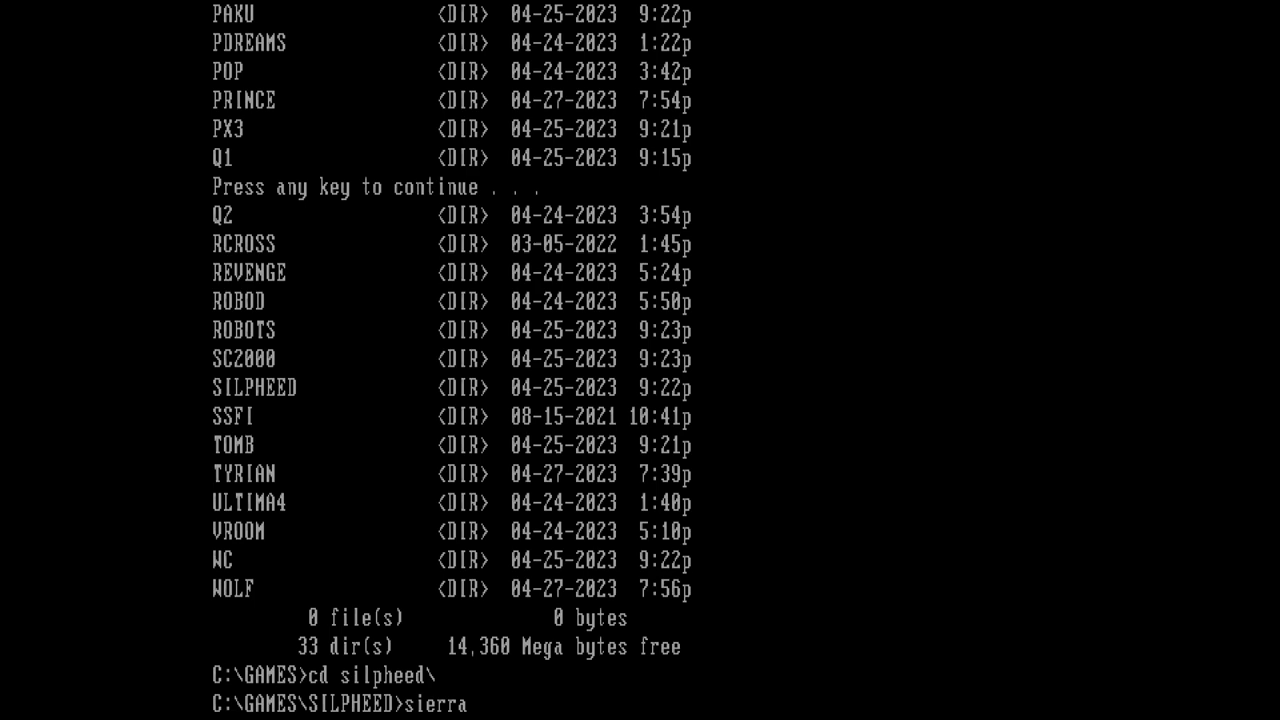 PAKU <DIR> 04-25-2023 9:22p
PDREAMS <DIR> 04-24-2023 1:22p
POP <DIR> 04-24-2023 3:42p
PRINCE <DIR> 04-27-2023 7:54p
PX3 <DIR> 04-25-2023 9:21p
Q1 <DIR> 04-25-2023 9:15p
Press any key to continue . . .
Q2 <DIR> 04-24-2023 3:54p
RCROSS <DIR> 03-05-2022 1:45p
REVENGE <DIR> 04-24-2023 5:24p
ROBOD <DIR> 04-24-2023 5:50p
ROBOTS <DIR> 04-25-2023 9:23p
SC2000 <DIR> 04-25-2023 9:23p
SILPHEED <DIR> 04-25-2023 9:22p
SSFI <DIR> 08-15-2021 10:41p
TOMB <DIR> 04-25-2023 9:21p
TYRIAN <DIR> 04-27-2023 7:39p
ULTIMA4 <DIR> 04-24-2023 1:40p
VROOM <DIR> 04-24-2023 5:10p
WC <DIR> 04-25-2023 9:22p
WOLF <DIR> 04-27-2023 7:56p
0 file(s) 0 bytes
33 dir(s) 14,360 Mega bytes free
C:\GAMES>cd silpheed\
C:\GAMES\SILPHEED>sierra